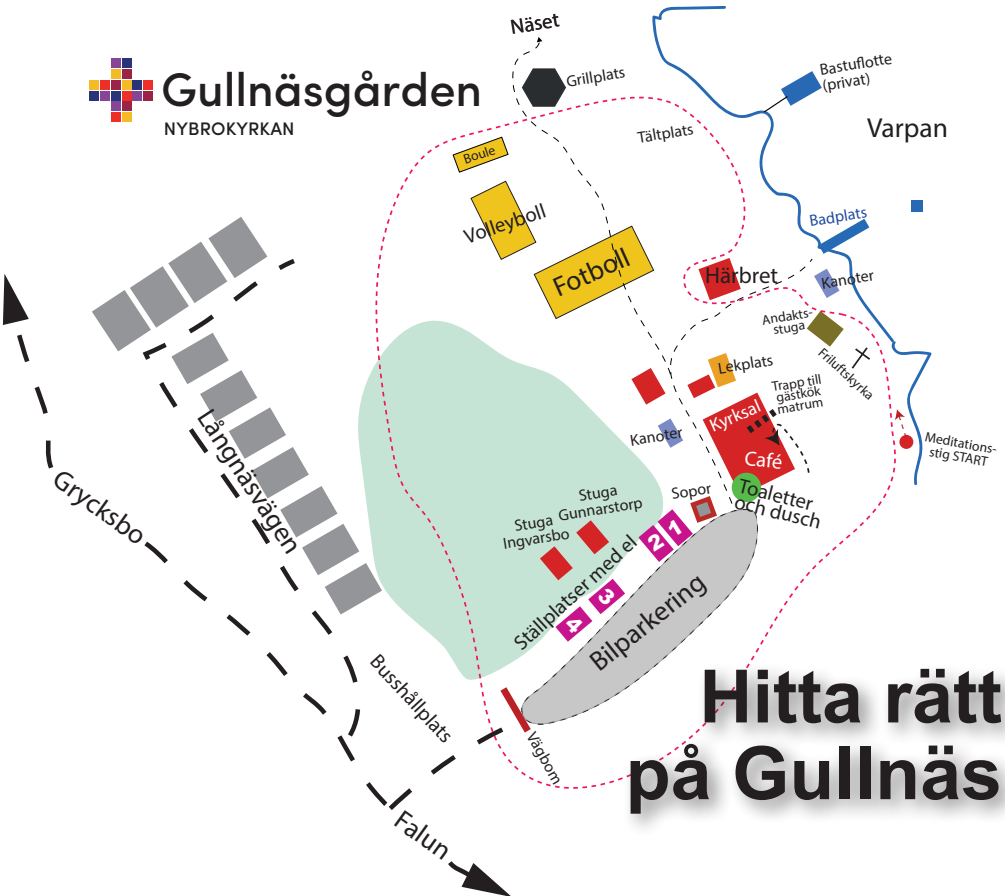 Näset
Gullnäsgården
NYBROKYRKAN
Grillplats
Bastuflotte
(privat)
Varpan
Tältplats
Boule
Volleyboll
Fotboll
Badplats
Härbret
Kanoter
Andakts-
stuga
Friluftskyrka
Lekplats
Trapp till
gästkök
matrum
Kyrksal
Café
Kanoter
Meditations-
stig START
Toaletter
och dusch
Sopor
Stuga
Gunnarstorp
Stuga
Ingvarsbo
Ställplatser med el
1
2
3
4
Bilparkering
Långnäsvägen
Grycksbo
Busshållplats
Vägbom
Falun
Hitta rätt
på Gullnäs